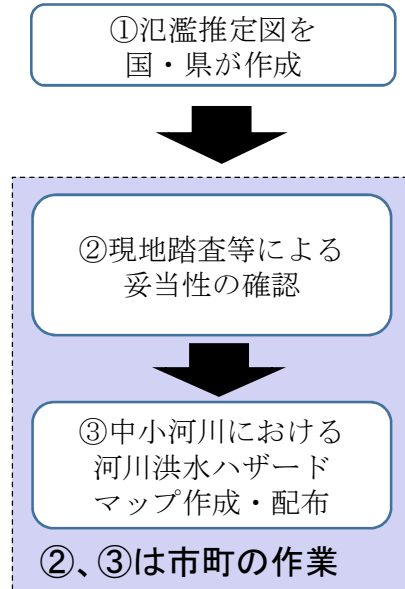 ①氾濫推定図を
国・県が作成
②現地踏査等による
妥当性の確認
③中小河川における
河川洪水ハザード
マップ作成・配布
②、③は市町の作業